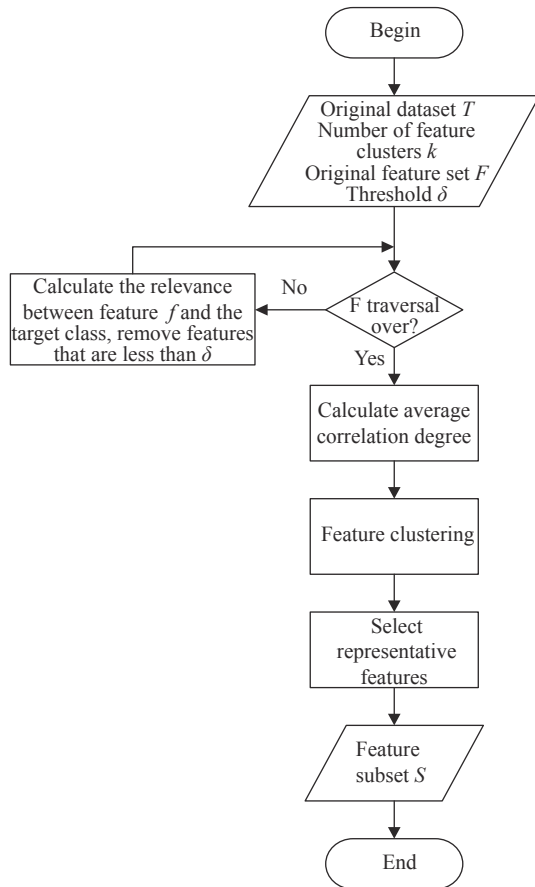 Begin
Original dataset T
Number of feature
clusters k
Original feature set F
Threshold δ
No
Calculate the relevance
between feature f and the
target class, remove features
that are less than δ
F traversal
over?
Yes
Calculate average
correlation degree
Feature clustering
Select
representative
features
Feature
subset S
End